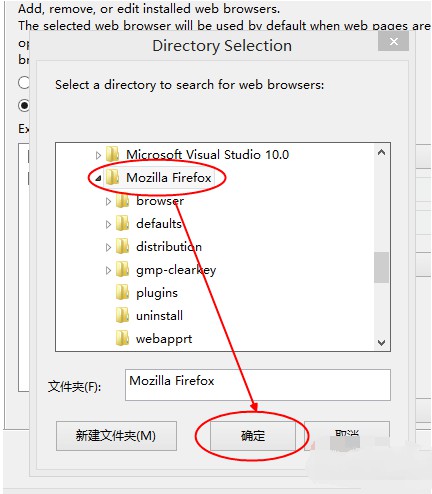 Add, remove, or edit installed web browsers.
The selected web browser will be used by default when web pages are
op
Directory Selection
br
Select a directory to search for web browsers:
Ex
Microsoft Visual Studio 10.0
Mozilla Firefox
browser
defaults
distribution
gmp-clearkey
plugins
uninstall
webapprt
文件夹(F):
Mozilla Firefox
新建文件夹(M)
确定
取消